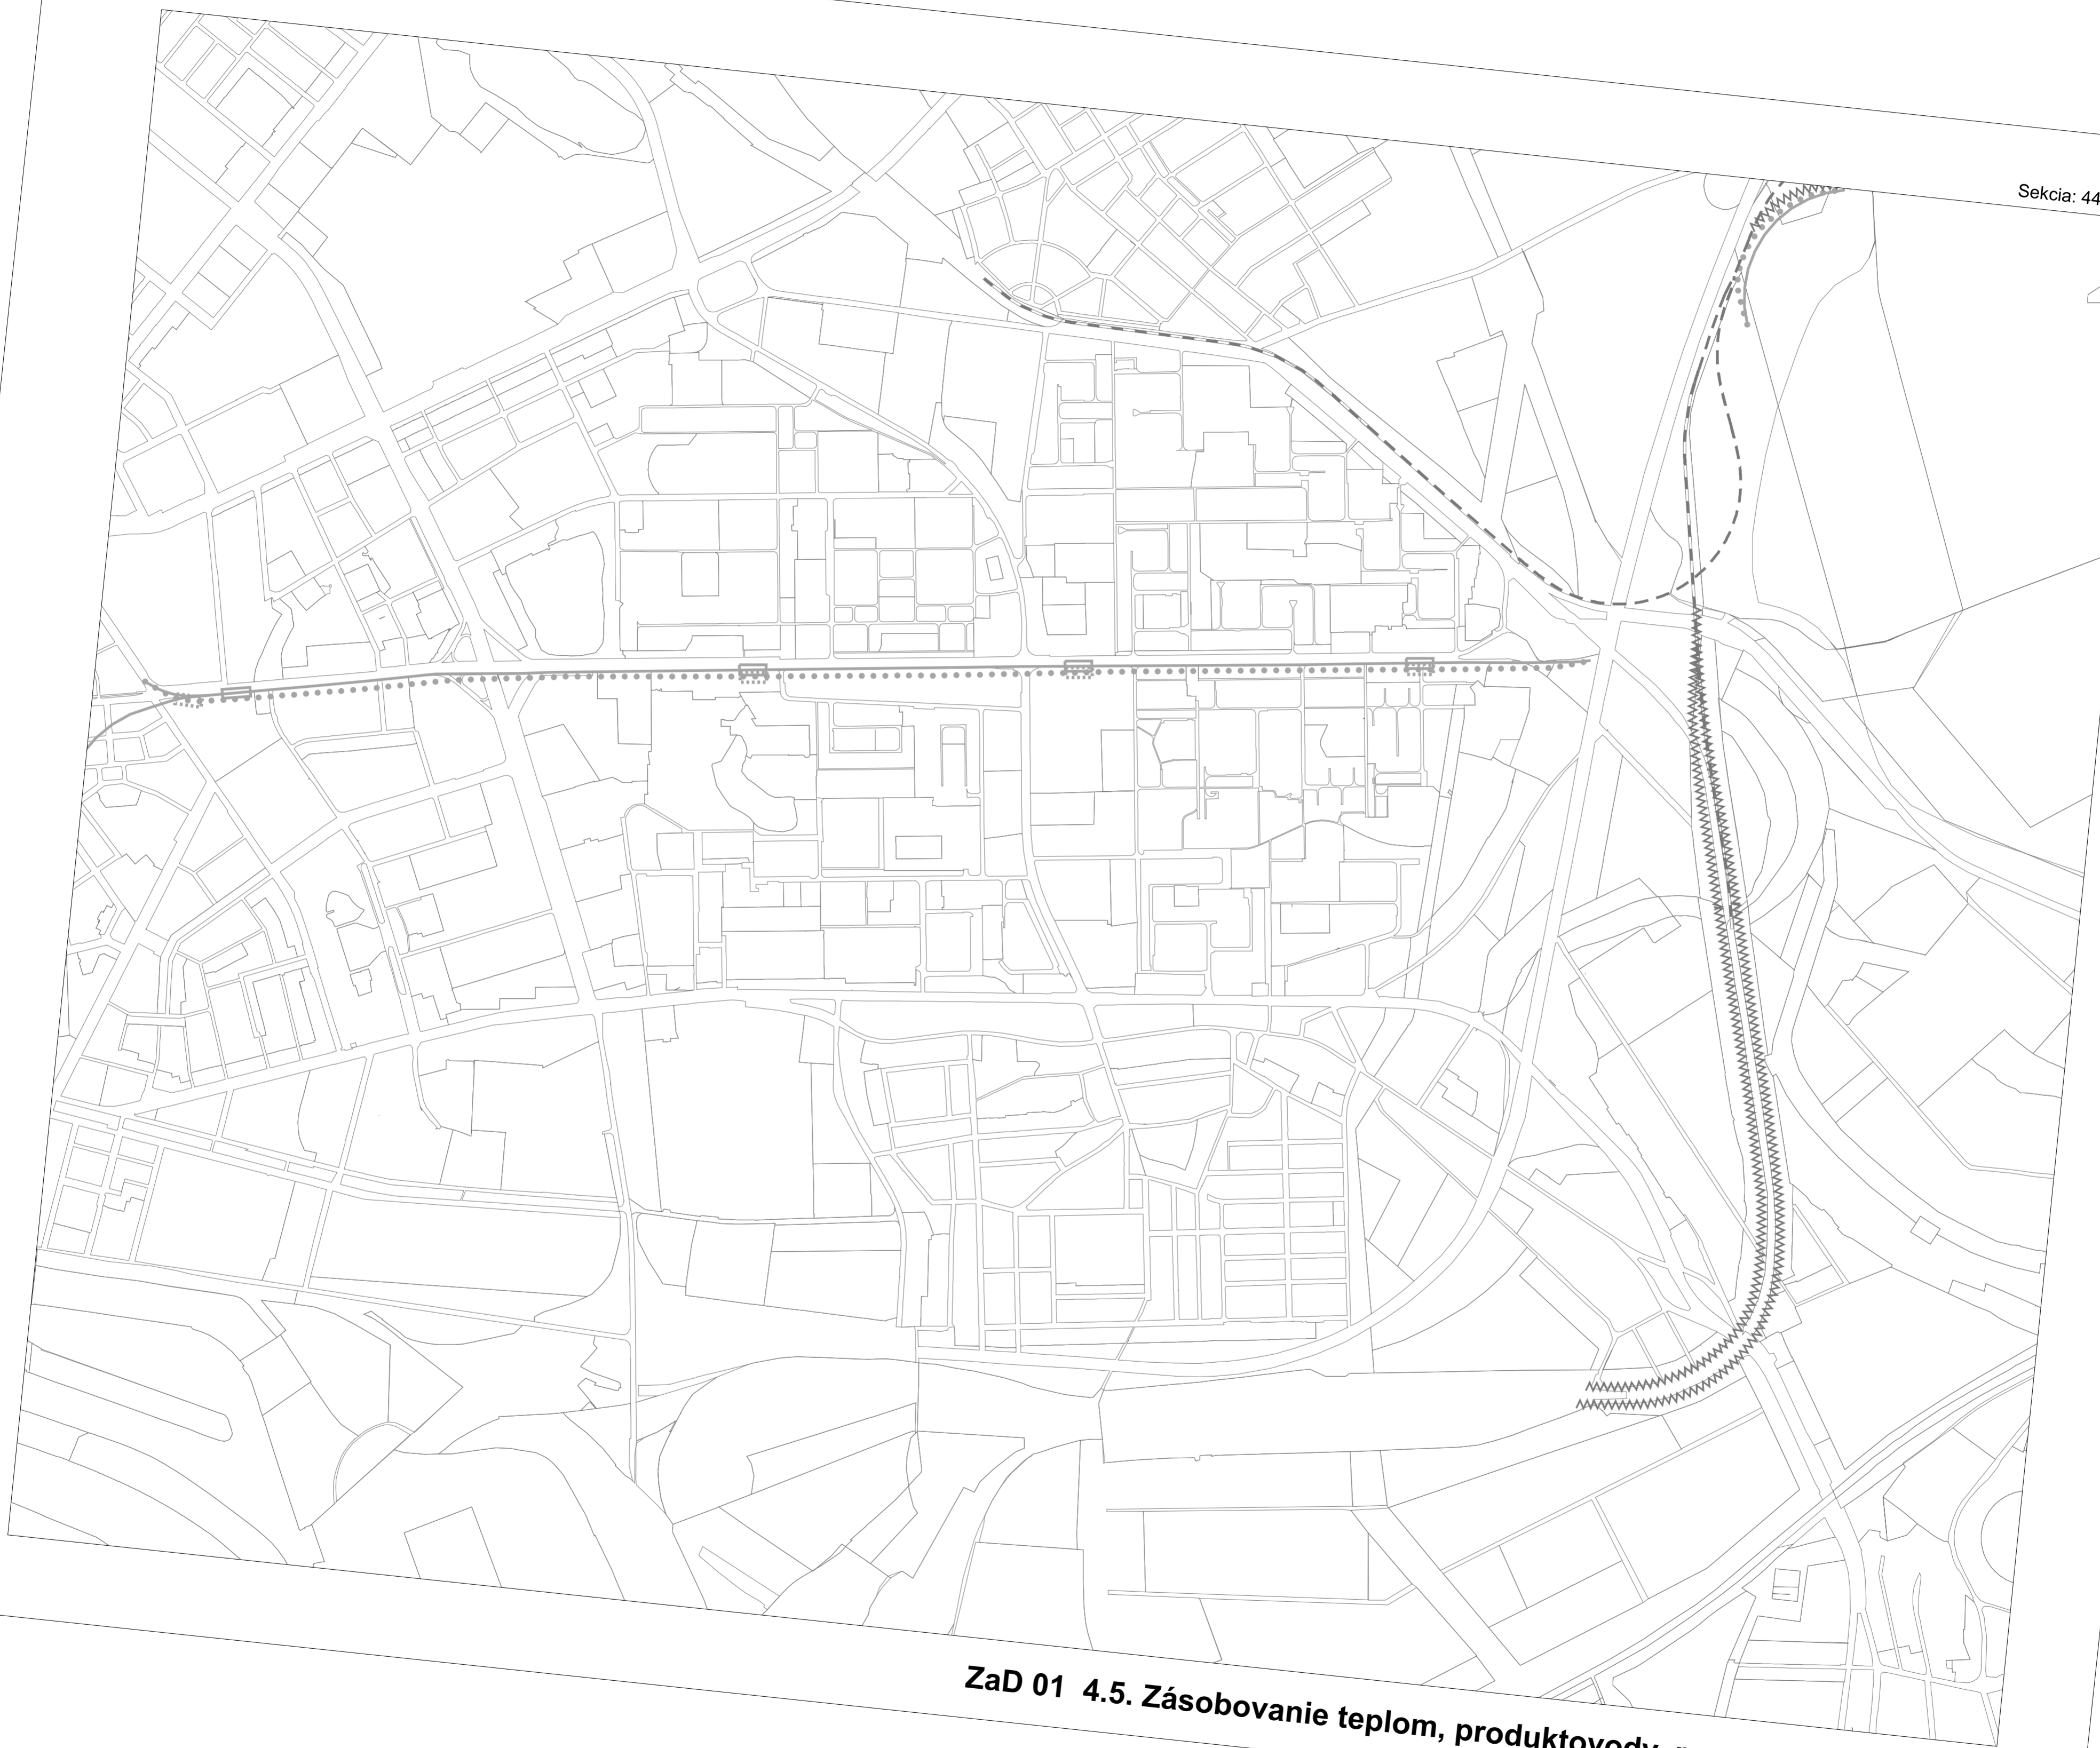 Sekcia: 44
ZaD 01 4.5. Zásobovanie teplom, produktovody,